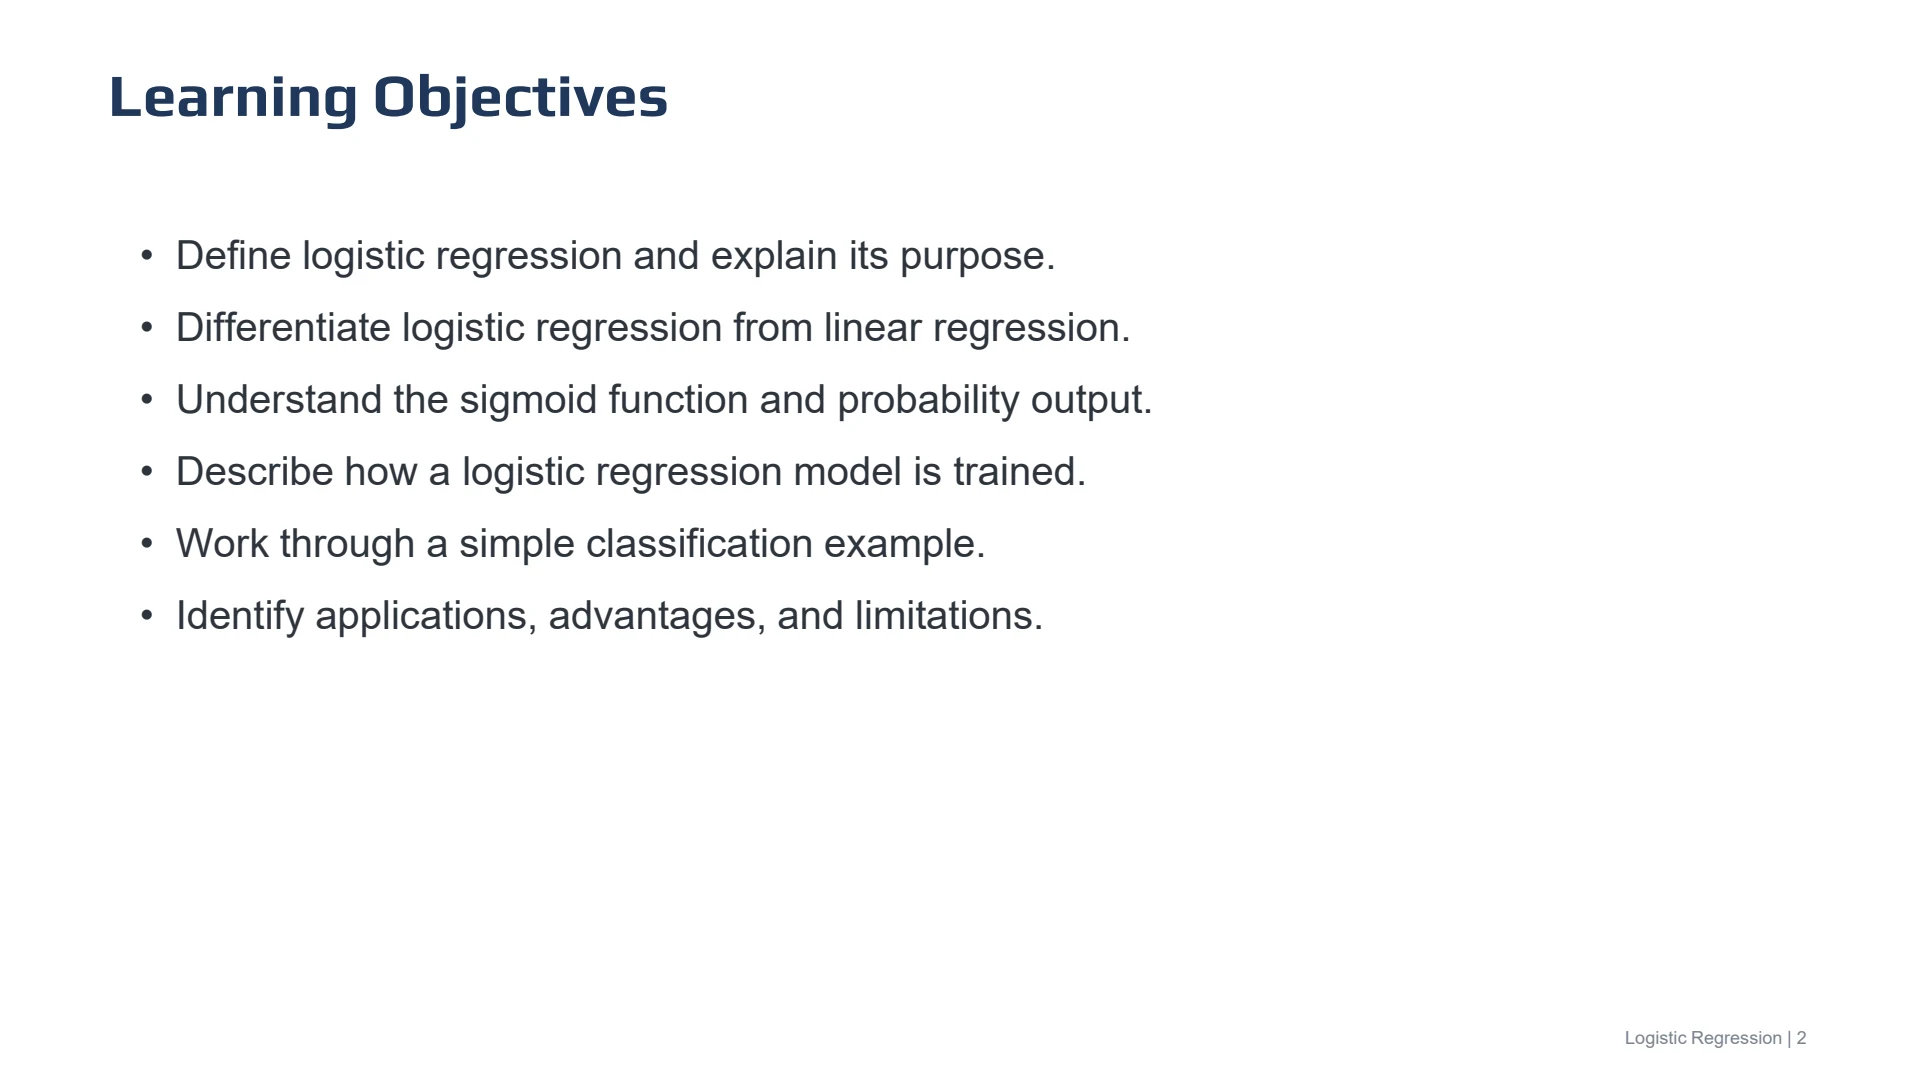 Learning Objectives
• Define logistic regression and explain its purpose.
• Differentiate logistic regression from linear regression.
• Understand the sigmoid function and probability output.
• Describe how a logistic regression model is trained.
• Work through a simple classification example.
• Identify applications, advantages, and limitations.
Logistic Regression | 2